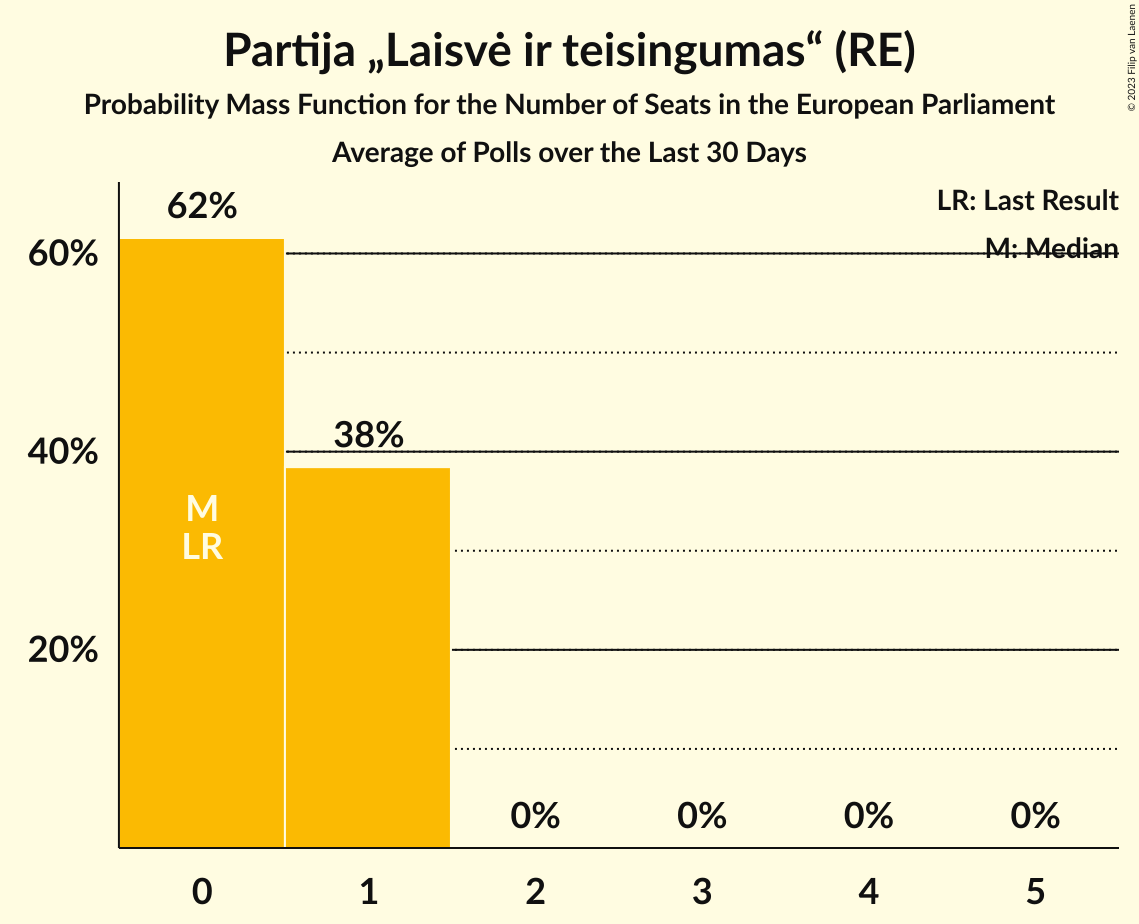 Partija „Laisvė ir teisingumas“ (RE)
Probability Mass Function for the Number of Seats in the European Parliament
Average of Polls over the Last 30 Days
© 2023 Filip van Laenen
LR: Last Result
M: Median
62%
60%
38%
40%
M
LR
20%
0% 0% 0% 0%
0 1 2 3 4 5